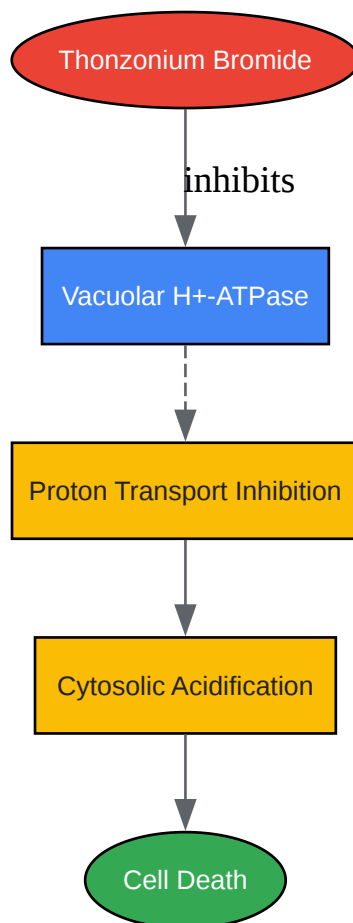 Thonzonium Bromide
inhibits
Vacuolar H+-ATPase
Proton Transport Inhibition
Cytosolic Acidification
Cell Death